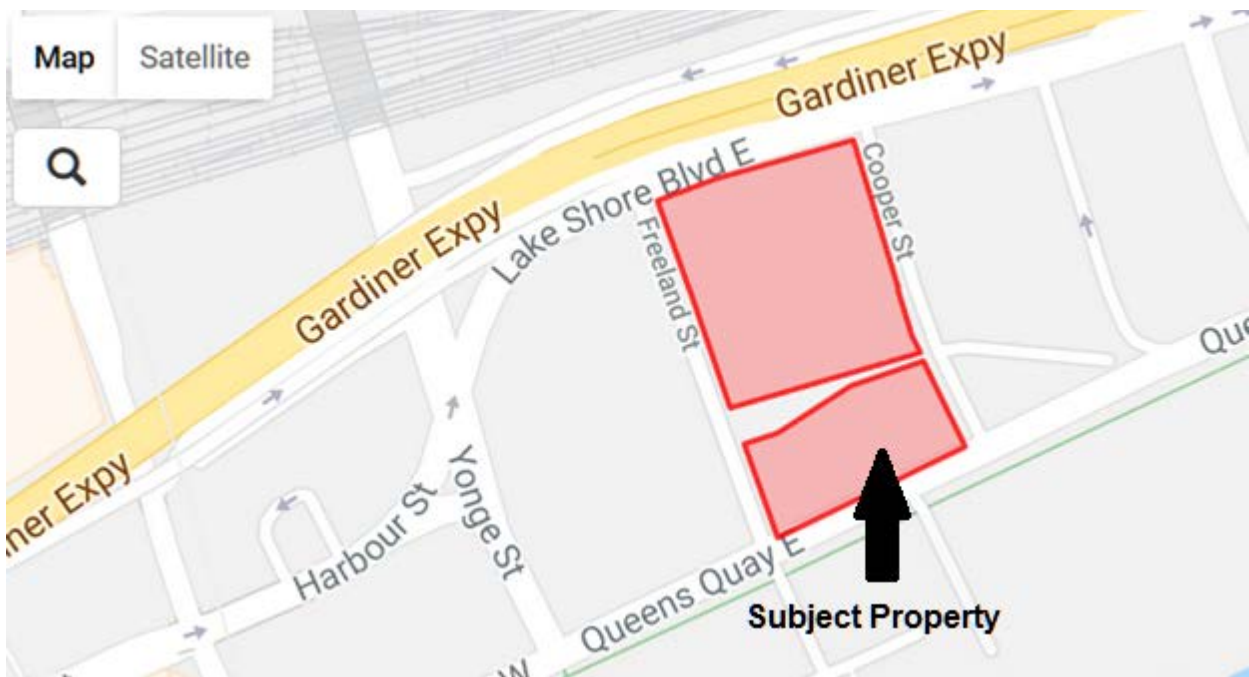 Map
Satellite
Gardiner Expy
Lake Shore Blvd E
Cooper St
Freeland St
Gardiner Expy
Que
iner Expy
Yonge St
Harbour St
Queens Quay E
W
Subject Property